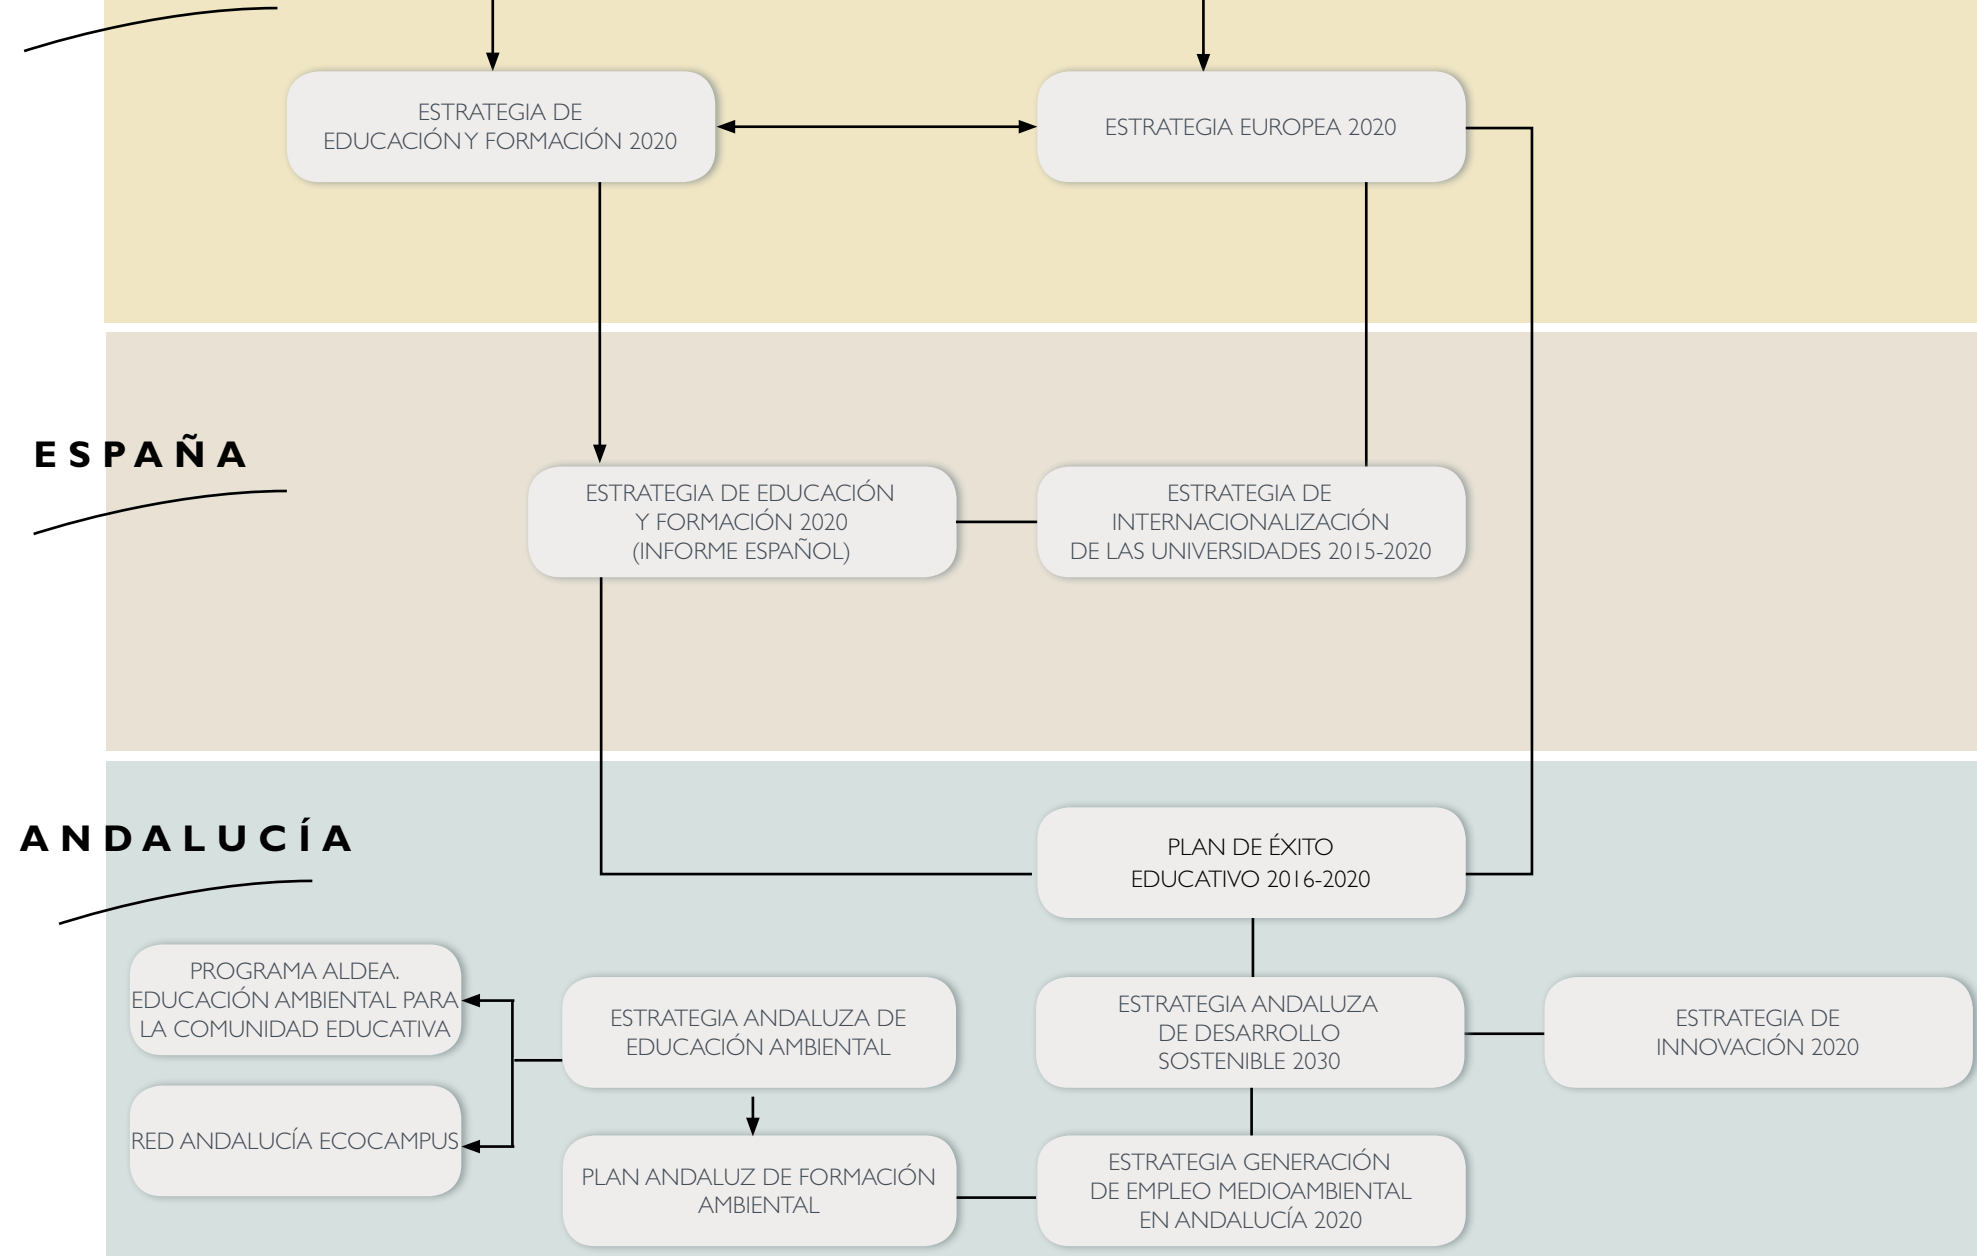 ESTRATEGIA DE
EDUCACIÓN Y FORMACIÓN 2020
ESTRATEGIA EUROPEA 2020
ESPAÑA
ESTRATEGIA DE EDUCACIÓN
Y FORMACIÓN 2020
(INFORME ESPAÑOL)
ESTRATEGIA DE
INTERNACIONALIZACIÓN
DE LAS UNIVERSIDADES 2015-2020
ANDALUCÍA
PLAN DE ÉXITO
EDUCATIVO 2016-2020
PROGRAMA ALDEA.
EDUCACIÓN AMBIENTAL PARA
LA COMUNIDAD EDUCATIVA
ESTRATEGIA ANDALUZA DE
EDUCACIÓN AMBIENTAL
ESTRATEGIA ANDALUZA
DE DESARROLLO
SOSTENIBLE 2030
ESTRATEGIA DE
INNOVACIÓN 2020
RED ANDALUCÍA ECOCAMPUS
PLAN ANDALUZ DE FORMACIÓN
AMBIENTAL
ESTRATEGIA GENERACIÓN
DE EMPLEO MEDIOAMBIENTAL
EN ANDALUCÍA 2020